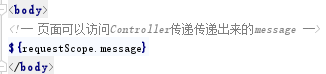 <body>
<!-- 页面可以访问Controller传递传递出来的message -->
${requestScope.message}
</body>